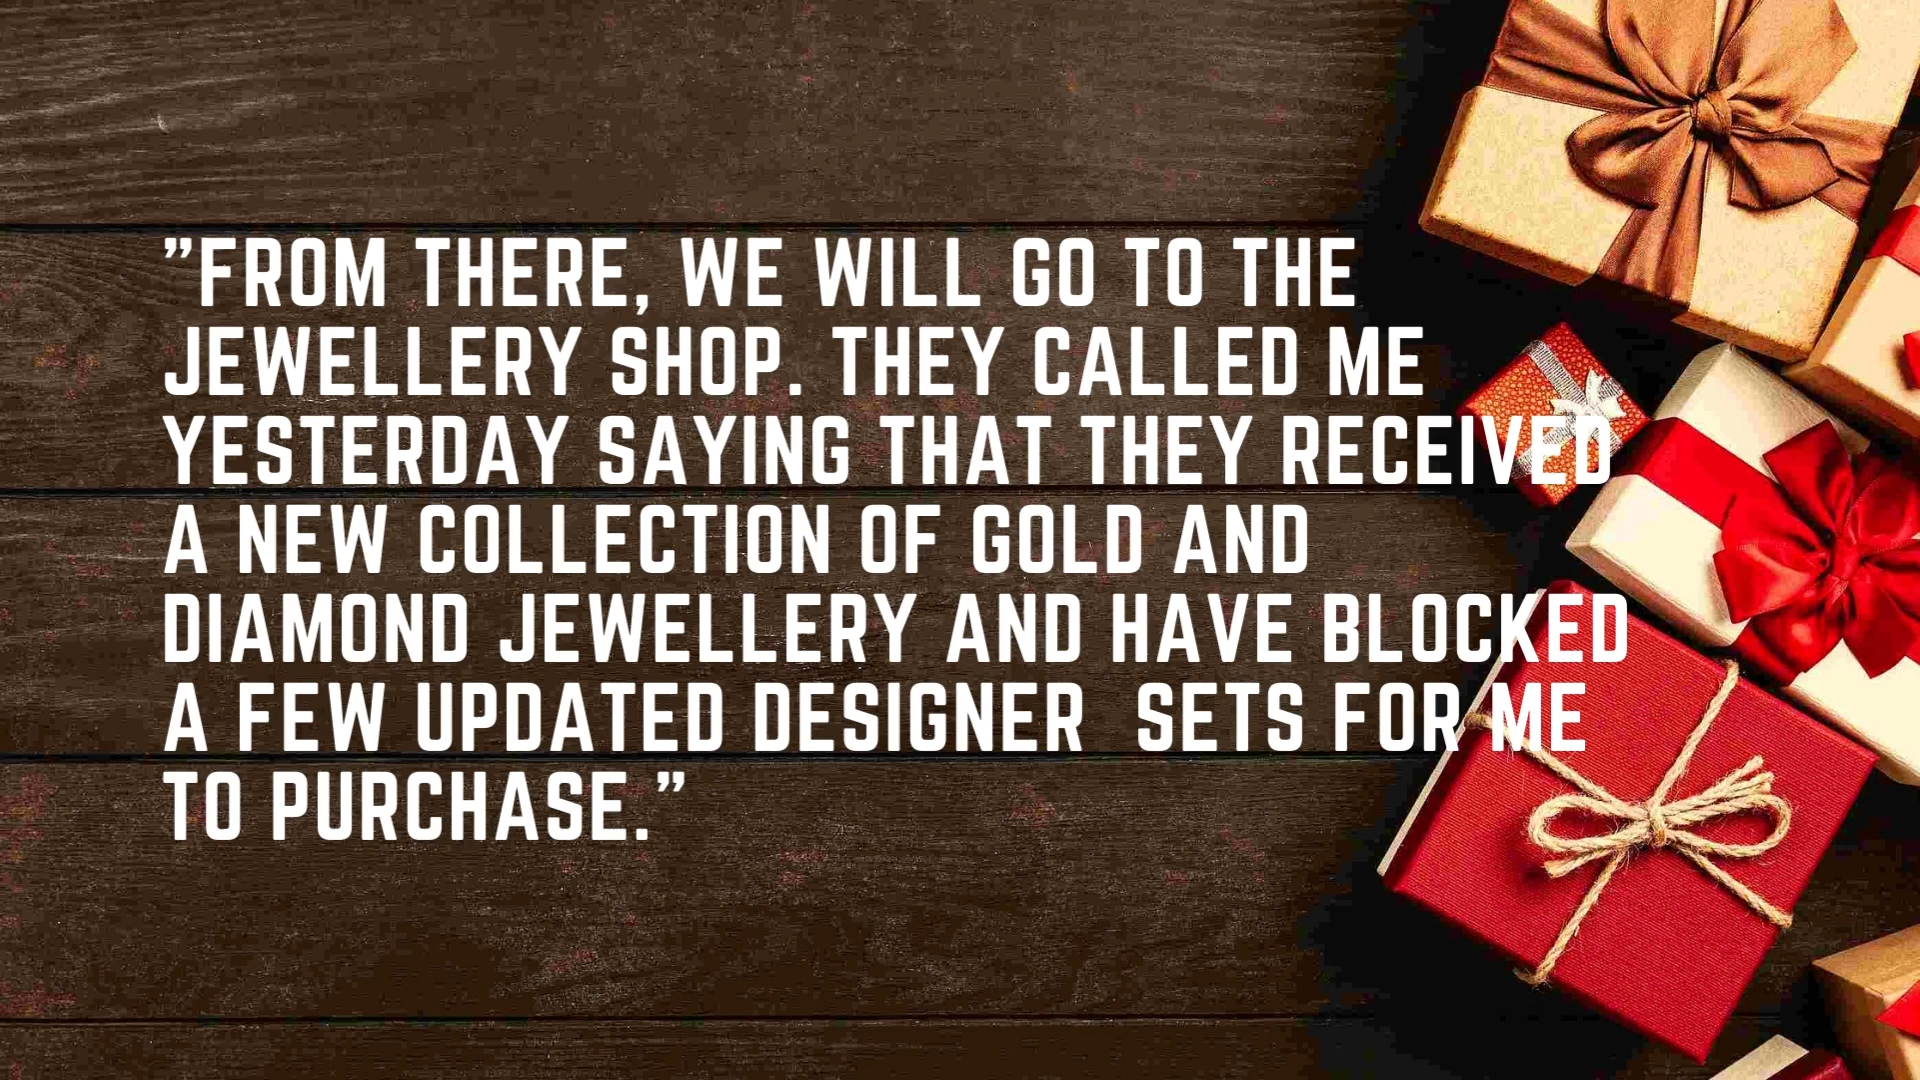 ”FROM THERE, WE WILL GO TO THE
JEWELLERY SHOP. THEY CALLED ME
YESTERDAY SAYING THAT THEY RECEIVED
A NEW COLLECTION OF GOLD AND
DIAMOND JEWELLERY AND HAVE BLOCKED
A FEW UPDATED DESIGNER  SETS FOR ME
TO PURCHASE.”